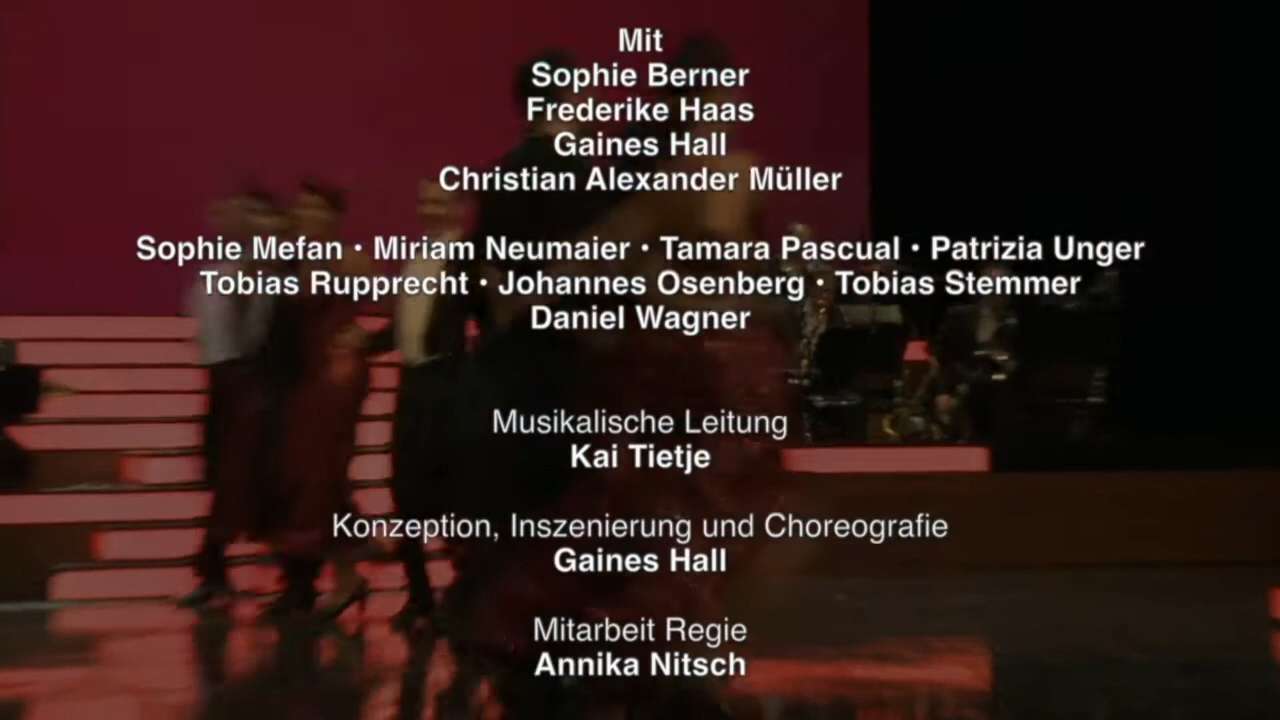 Mit
Sophie Berner
Frederike Haas
Gaines Hall
Christian Alexander Müller
Sophie Mefan • Miriam Neumaier • Tamara Pascual • Patrizia Unger
Tobias Rupprecht • Johannes Osenberg • Tobias Stemmer
Daniel Wagner
Musikalische Leitung
Kai Tietje
Konzeption, Inszenierung und Choreografie
Gaines Hall
Mitarbeit Regie
Annika Nitsch